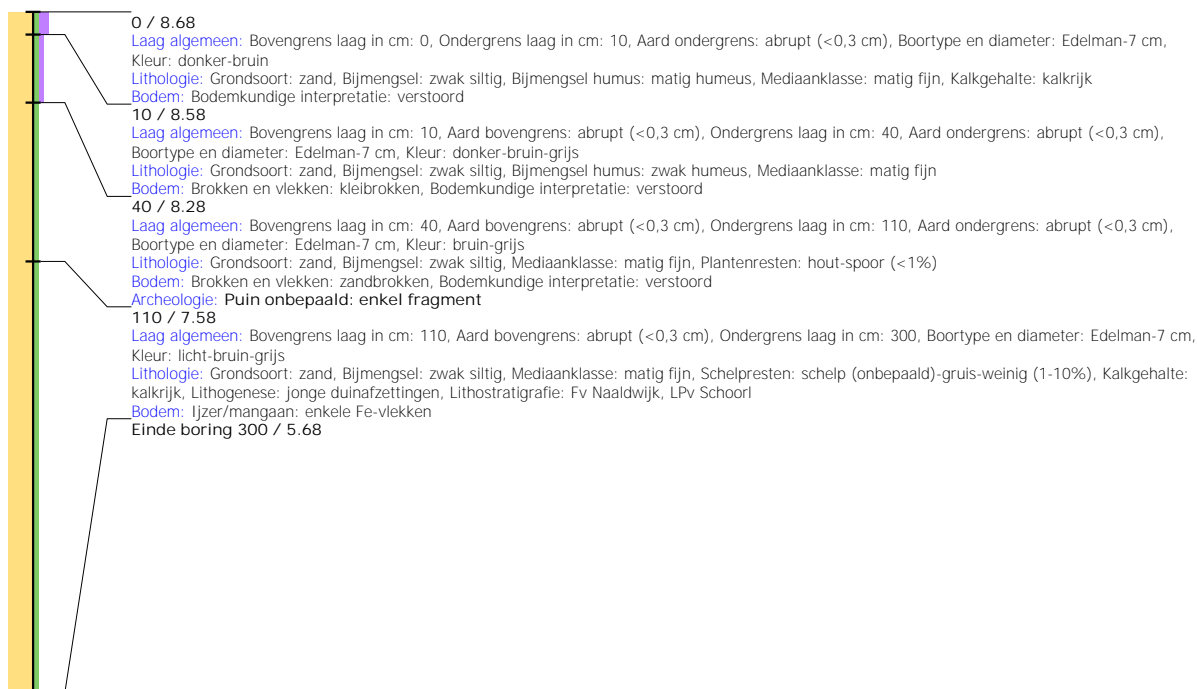 0 / 8.68
Laag algemeen: Bovengrens laag in cm: 0, Ondergrens laag in cm: 10, Aard ondergrens: abrupt (<0,3 cm), Boortype en diameter: Edelman-7 cm,
Kleur: donker-bruin
Lithologie: Grondsoort: zand, Bijmengsel: zwak siltig, Bijmengsel humus: matig humeus, Mediaanklasse: matig fijn, Kalkgehalte: kalkrijk
Bodem: Bodemkundige interpretatie: verstoord
10 / 8.58
Laag algemeen: Bovengrens laag in cm: 10, Aard bovengrens: abrupt (<0,3 cm), Ondergrens laag in cm: 40, Aard ondergrens: abrupt (<0,3 cm),
Boortype en diameter: Edelman-7 cm, Kleur: donker-bruin-grijs
Lithologie: Grondsoort: zand, Bijmengsel: zwak siltig, Bijmengsel humus: zwak humeus, Mediaanklasse: matig fijn
Bodem: Brokken en vlekken: kleibrokken, Bodemkundige interpretatie: verstoord
40 / 8.28
Laag algemeen: Bovengrens laag in cm: 40, Aard bovengrens: abrupt (<0,3 cm), Ondergrens laag in cm: 110, Aard ondergrens: abrupt (<0,3 cm),
Boortype en diameter: Edelman-7 cm, Kleur: bruin-grijs
Lithologie: Grondsoort: zand, Bijmengsel: zwak siltig, Mediaanklasse: matig fijn, Plantenresten: hout-spoor (<1%)
Bodem: Brokken en vlekken: zandbrokken, Bodemkundige interpretatie: verstoord
Archeologie: Puin onbepaald: enkel fragment
110 / 7.58
Laag algemeen: Bovengrens laag in cm: 110, Aard bovengrens: abrupt (<0,3 cm), Ondergrens laag in cm: 300, Boortype en diameter: Edelman-7 cm,
Kleur: licht-bruin-grijs
Lithologie: Grondsoort: zand, Bijmengsel: zwak siltig, Mediaanklasse: matig fijn, Schelpresten: schelp (onbepaald)-gruis-weinig (1-10%), Kalkgehalte:
kalkrijk, Lithogenese: jonge duinafzettingen, Lithostratigrafie: Fv Naaldwijk, LPv Schoorl
Bodem: Ijzer/mangaan: enkele Fe-vlekken
Einde boring 300 / 5.68